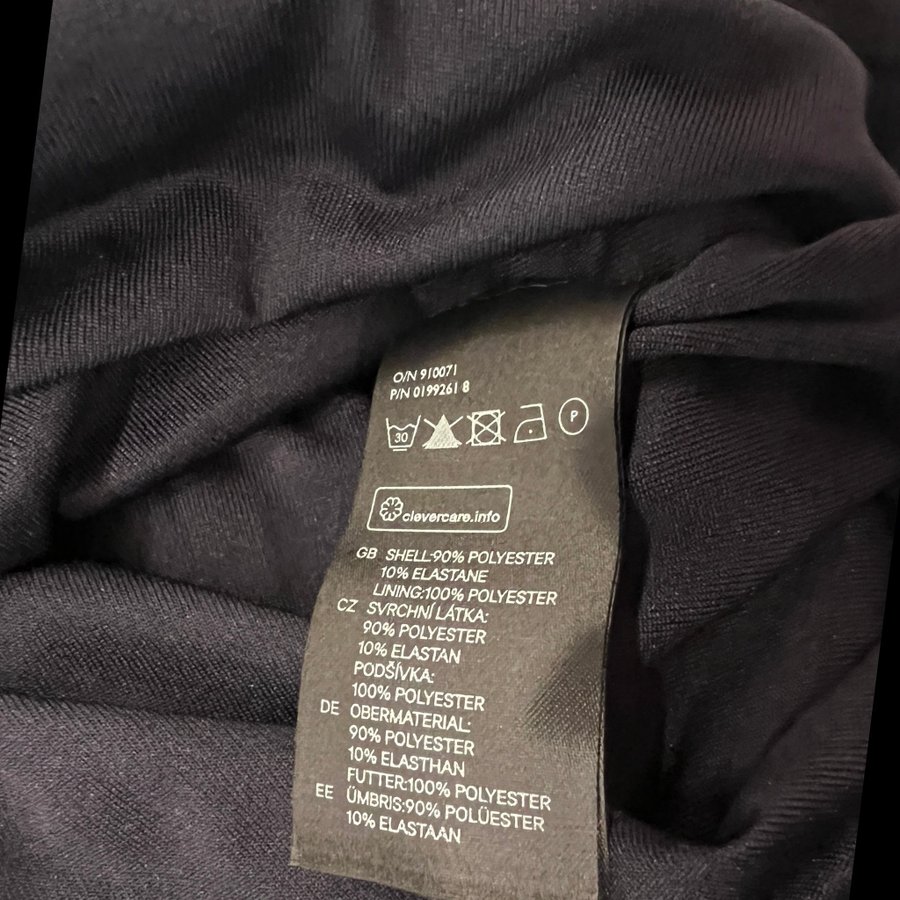 O/N 910071
P/N 0199261 8
30 P
clevercare.info
GB SHELL:90% POLYESTER
10% ELASTANE
LINING:100% POLYESTER
CZ SVRCHNÍ LÁTKA:
90% POLYESTER
10% ELASTAN
PODŠÍVKA:
100% POLYESTER
DE OBERMATERIAL:
90% POLYESTER
10% ELASTHAN
FUTTER:100% POLYESTER
EE ÜMBRIS:90% POLÜESTER
10% ELASTAAN